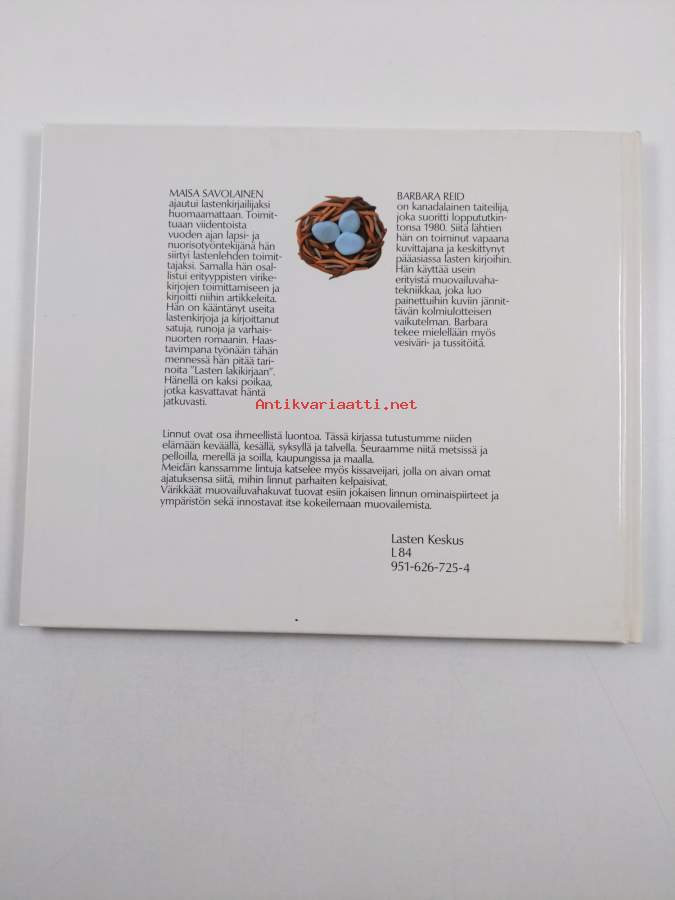 MAISA SAVOLAINEN
ajautui lastenkirjailijaksi
huomaamattaan. Toimit-
tuaan viidentoista
vuoden ajan lapsi- ja
nuorisotyöntekijänä hän
siirtyi lastenlehden toimit-
tajaksi. Samalla hän osal-
listui erityyppisten virike-
kirjojen toimittamiseen ja
kirjoitti niihin artikkeleita.
Hän on kääntänyt useita
lastenkirjoja ja kirjoittanut
satuja, runoja ja varhais-
nuorten romaanin. Haas-
tavimpana työnään tähän
mennessä hän pitää tari-
noita "Lasten lakikirjaan".
Hänellä on kaksi poikaa,
jotka kasvattavat häntä
jatkuvasti.
BARBARA REID
on kanadalainen taiteilija,
joka suoritti loppututkin-
tonsa 1980. Siitä lähtien
hän on toiminut vapaana
kuvittajana ja keskittynyt
pääasiassa lasten kirjoihin.
Hän käyttää usein
erityistä muovailuvaha-
tekniikkaa, joka luo
painettuihin kuviin jännit-
tävän kolmiulotteisen
vaikutelman. Barbara
tekee mielellään myös
vesiväri- ja tussitöitä.
Antikvariaatti.net
Linnut ovat osa ihmeellistä luontoa. Tässä kirjassa tutustumme niiden
elämään keväällä, kesällä, syksyllä ja talvella. Seuraamme niitä metsissä ja
pelloilla, merellä ja soilla, kaupungissa ja maalla.
Meidän kanssamme lintuja katselee myös kissaveijari, jolla on aivan omat
ajatuksensa siitä, mihin linnut parhaiten kelpaisivat.
Värikkäät muovailuvahakuvat tuovat esiin jokaisen linnun ominaispiirteet ja
ympäristön sekä innostavat itse kokeilemaan muovailemista.
Lasten Keskus
L 84
951-626-725-4